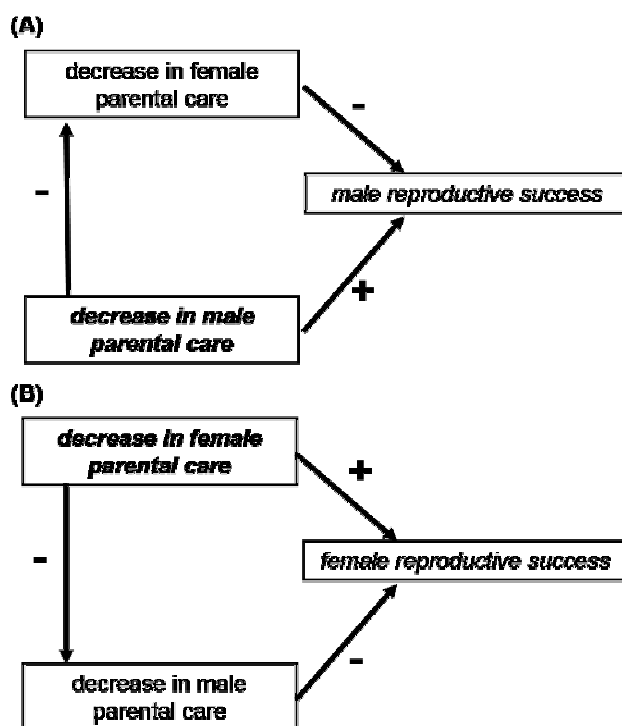 (A)
decrease in female
parental care
-
male reproductive success
-
+
decrease in male
parental care
(B)
decrease in female
parental care
+
-
female reproductive success
-
decrease in male
parental care